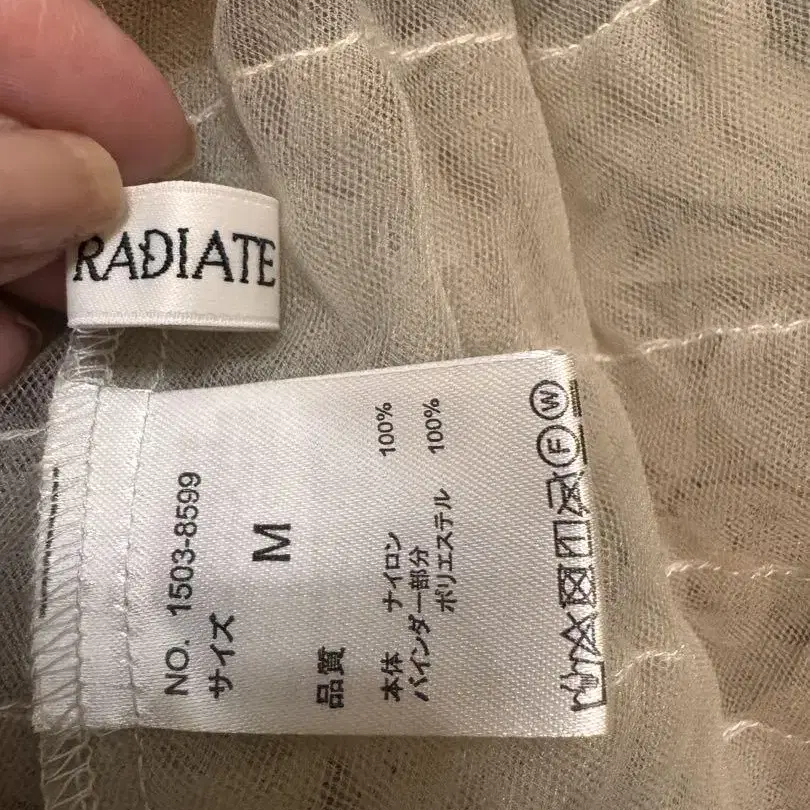 RADIATE
NO. 1503-8599
サイズ
M
品質
本体 ナイロン 100%
バインダー部分
ポリエステル 100%
F W